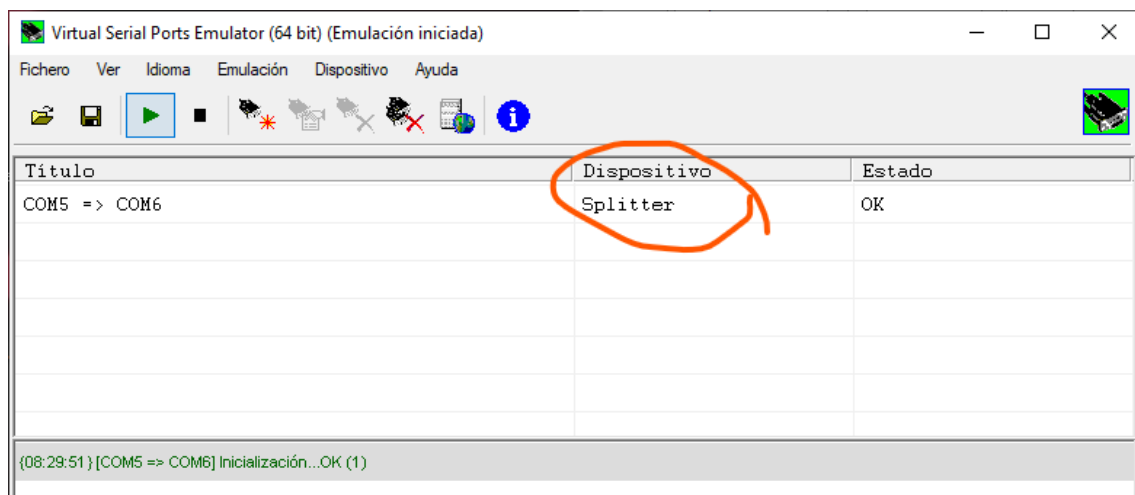 Virtual Serial Ports Emulator (64 bit) (Emulación iniciada)
Fichero Ver Idioma Emulación Dispositivo Ayuda
Título Dispositivo Estado
COM5 => COM6 Splitter OK
{08:29:51} [COM5 => COM6] Inicialización...OK (1)